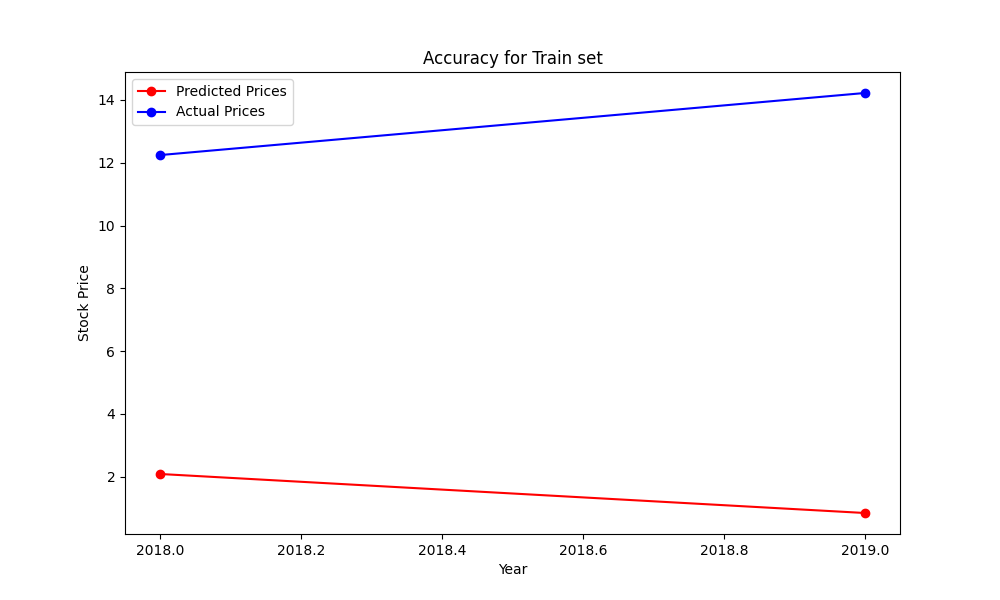 Accuracy for Train set
Predicted Prices
Actual Prices
14
12
10
8
6
4
2
Stock Price
2018.0
2018.2
2018.4
2018.6
2018.8
2019.0
Year